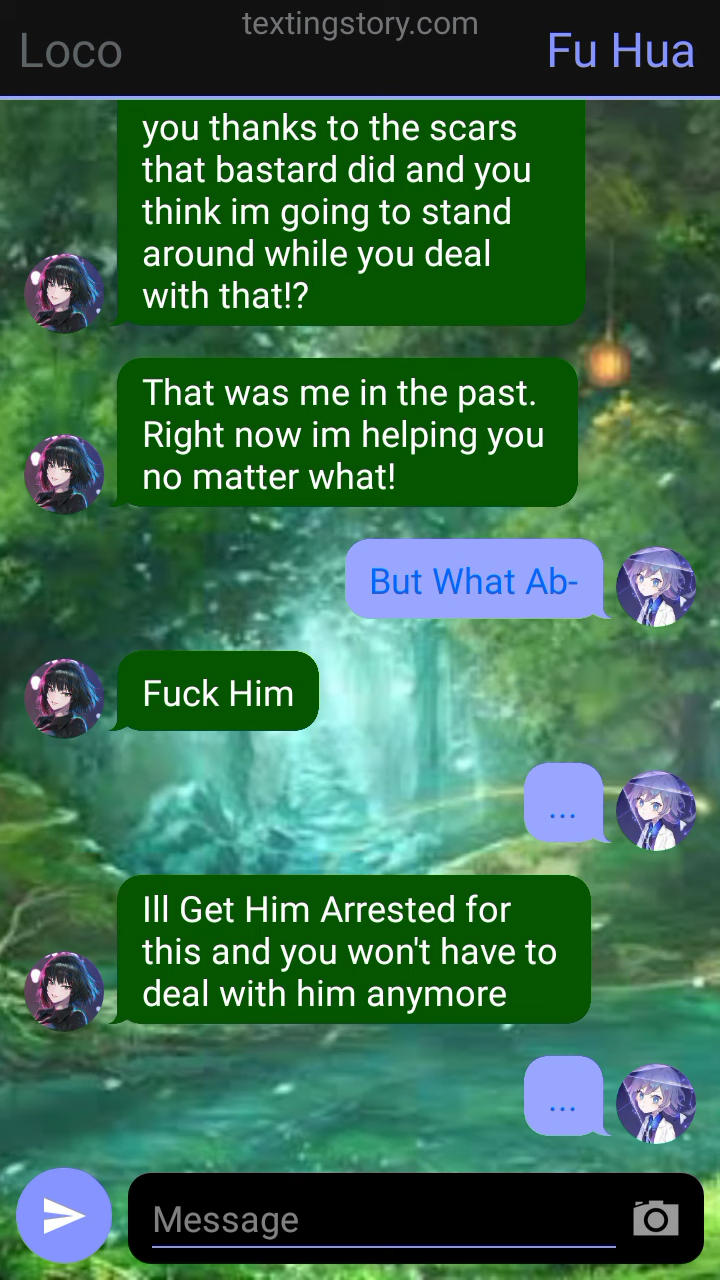 textingstory.com
Loco
Fu Hua
you thanks to the scars
that bastard did and you
think im going to stand
around while you deal
with that!?
That was me in the past.
Right now im helping you
no matter what!
But What Ab-
Fuck Him
...
Ill Get Him Arrested for
this and you won't have to
deal with him anymore
...
Message